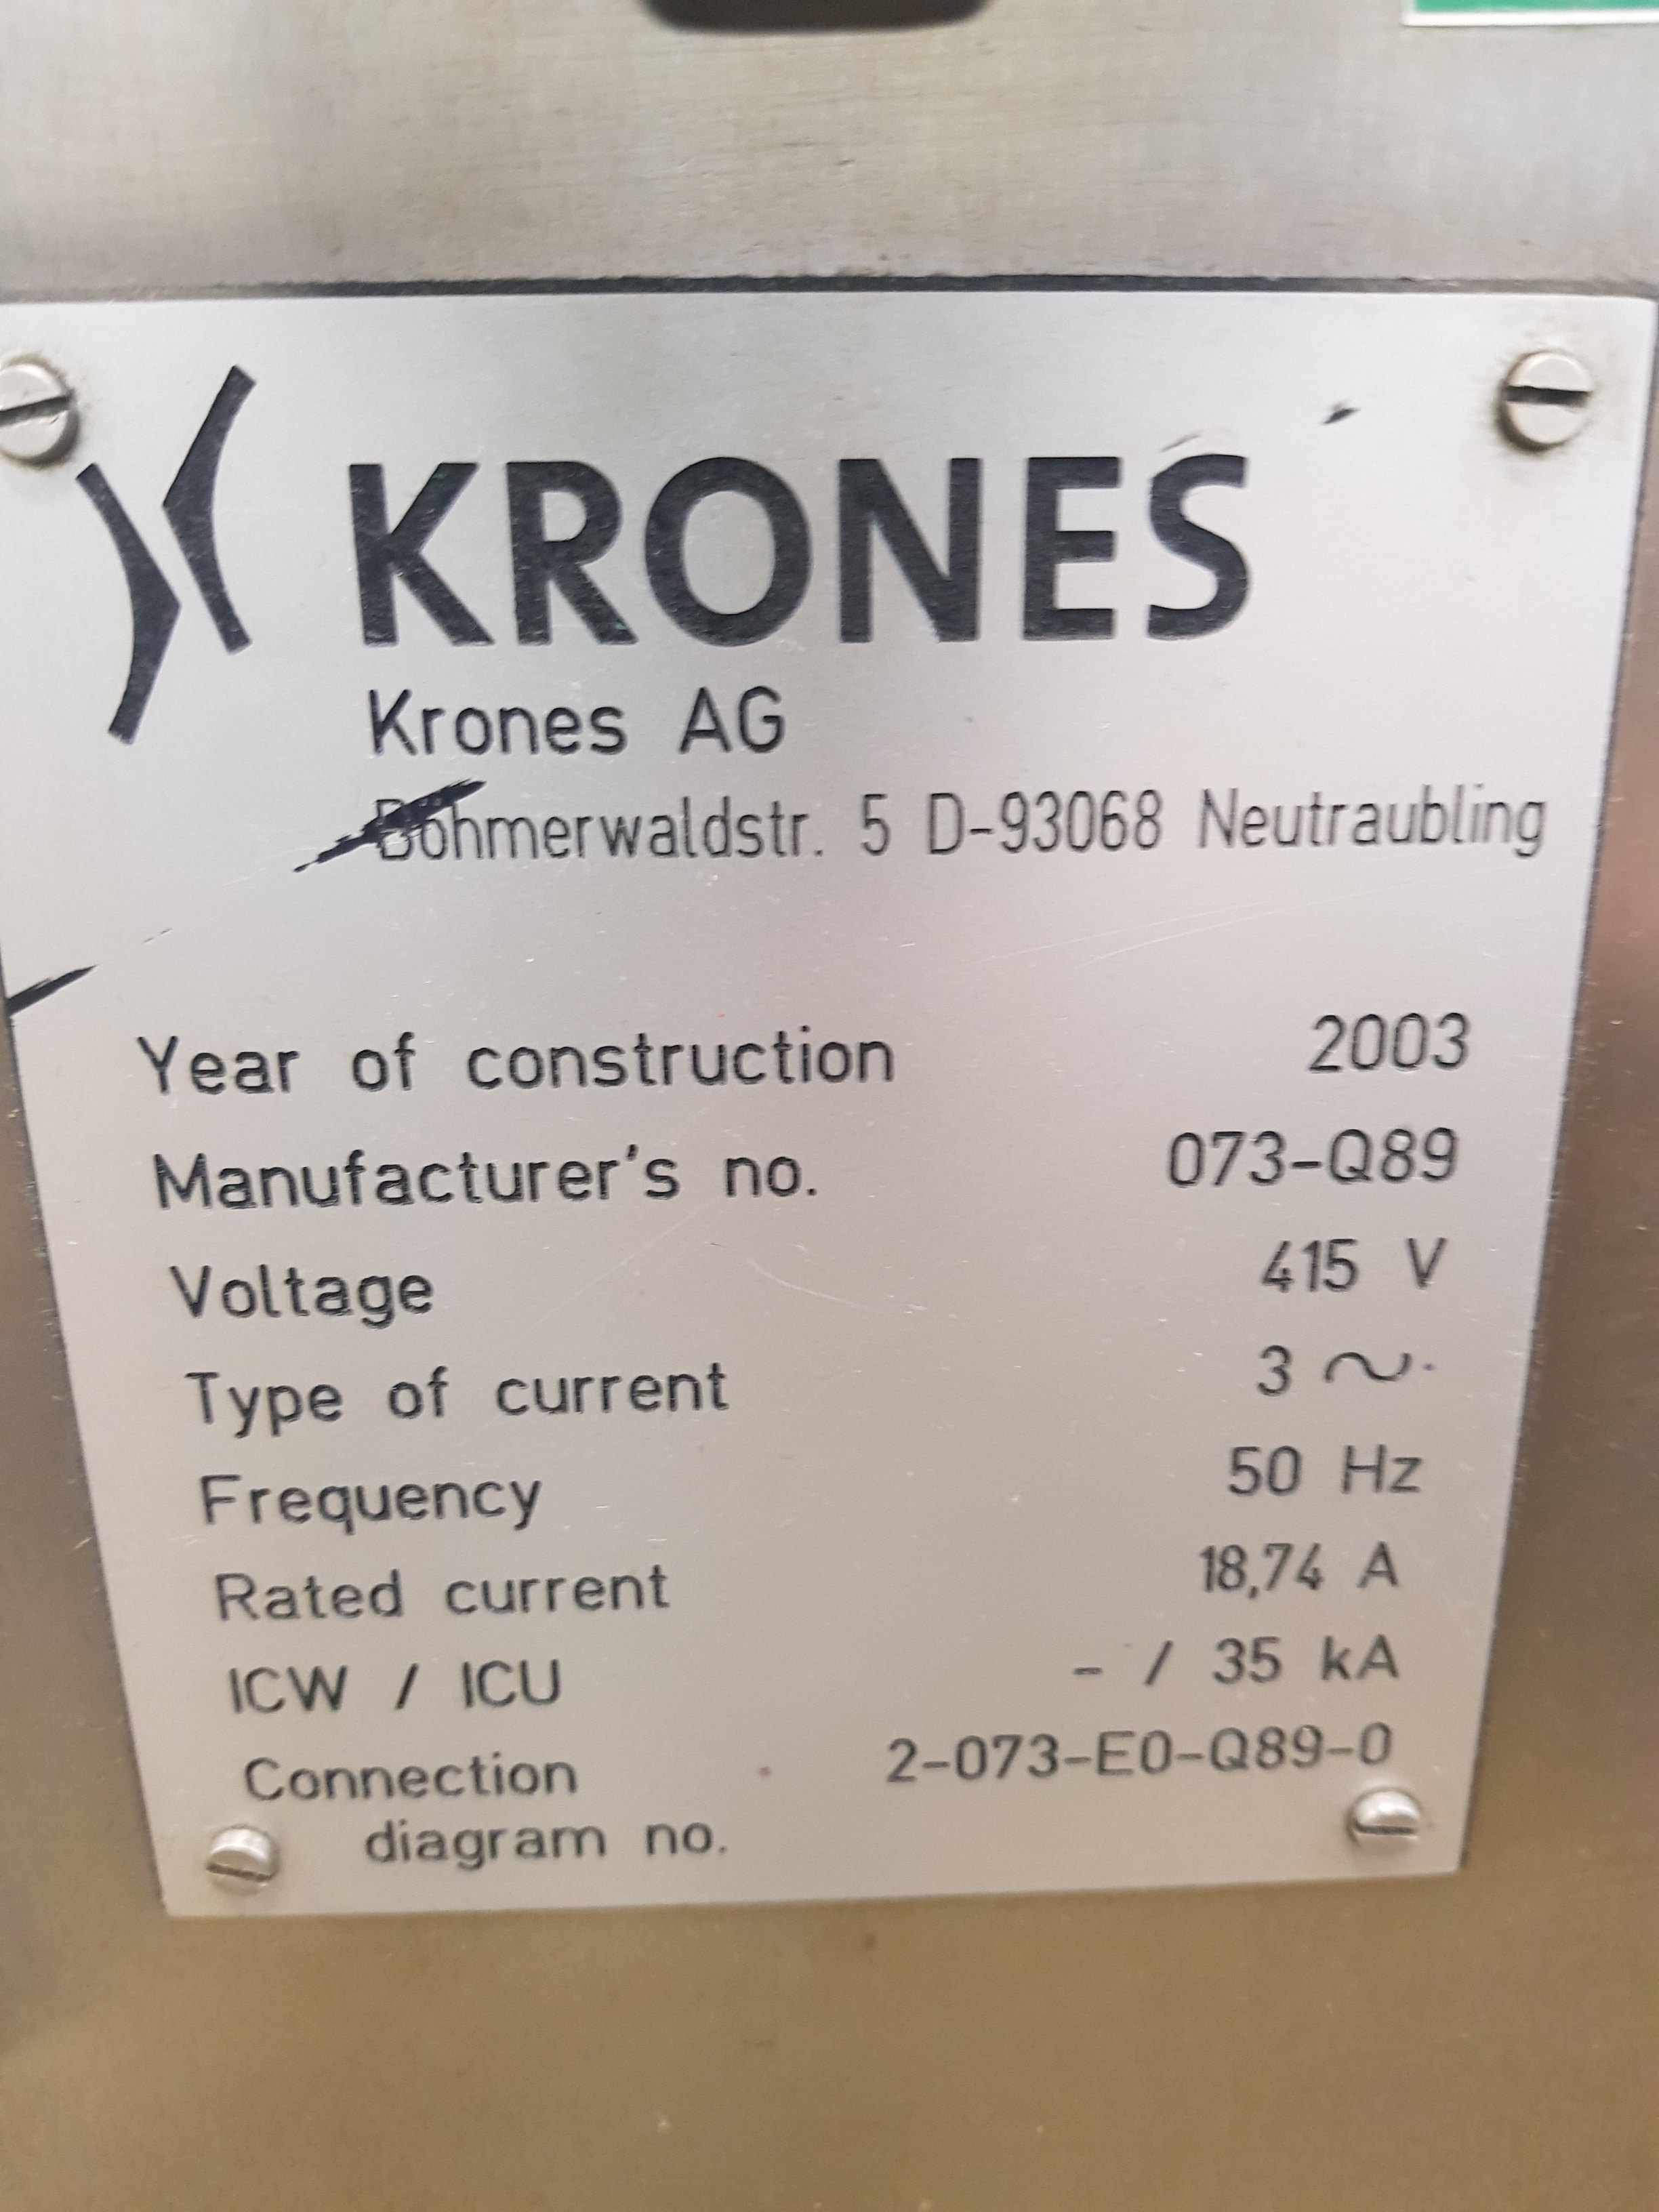 KRONES
Krones AG
Böhmerwaldstr. 5 D-93068 Neutraubling
Year of construction 2003
Manufacturer's no. 073-Q89
Voltage 415 V
Type of current 3 ~
Frequency 50 Hz
Rated current 18,74 A
ICW / ICU - / 35 kA
Connection 2-073-E0-Q89-0
diagram no.